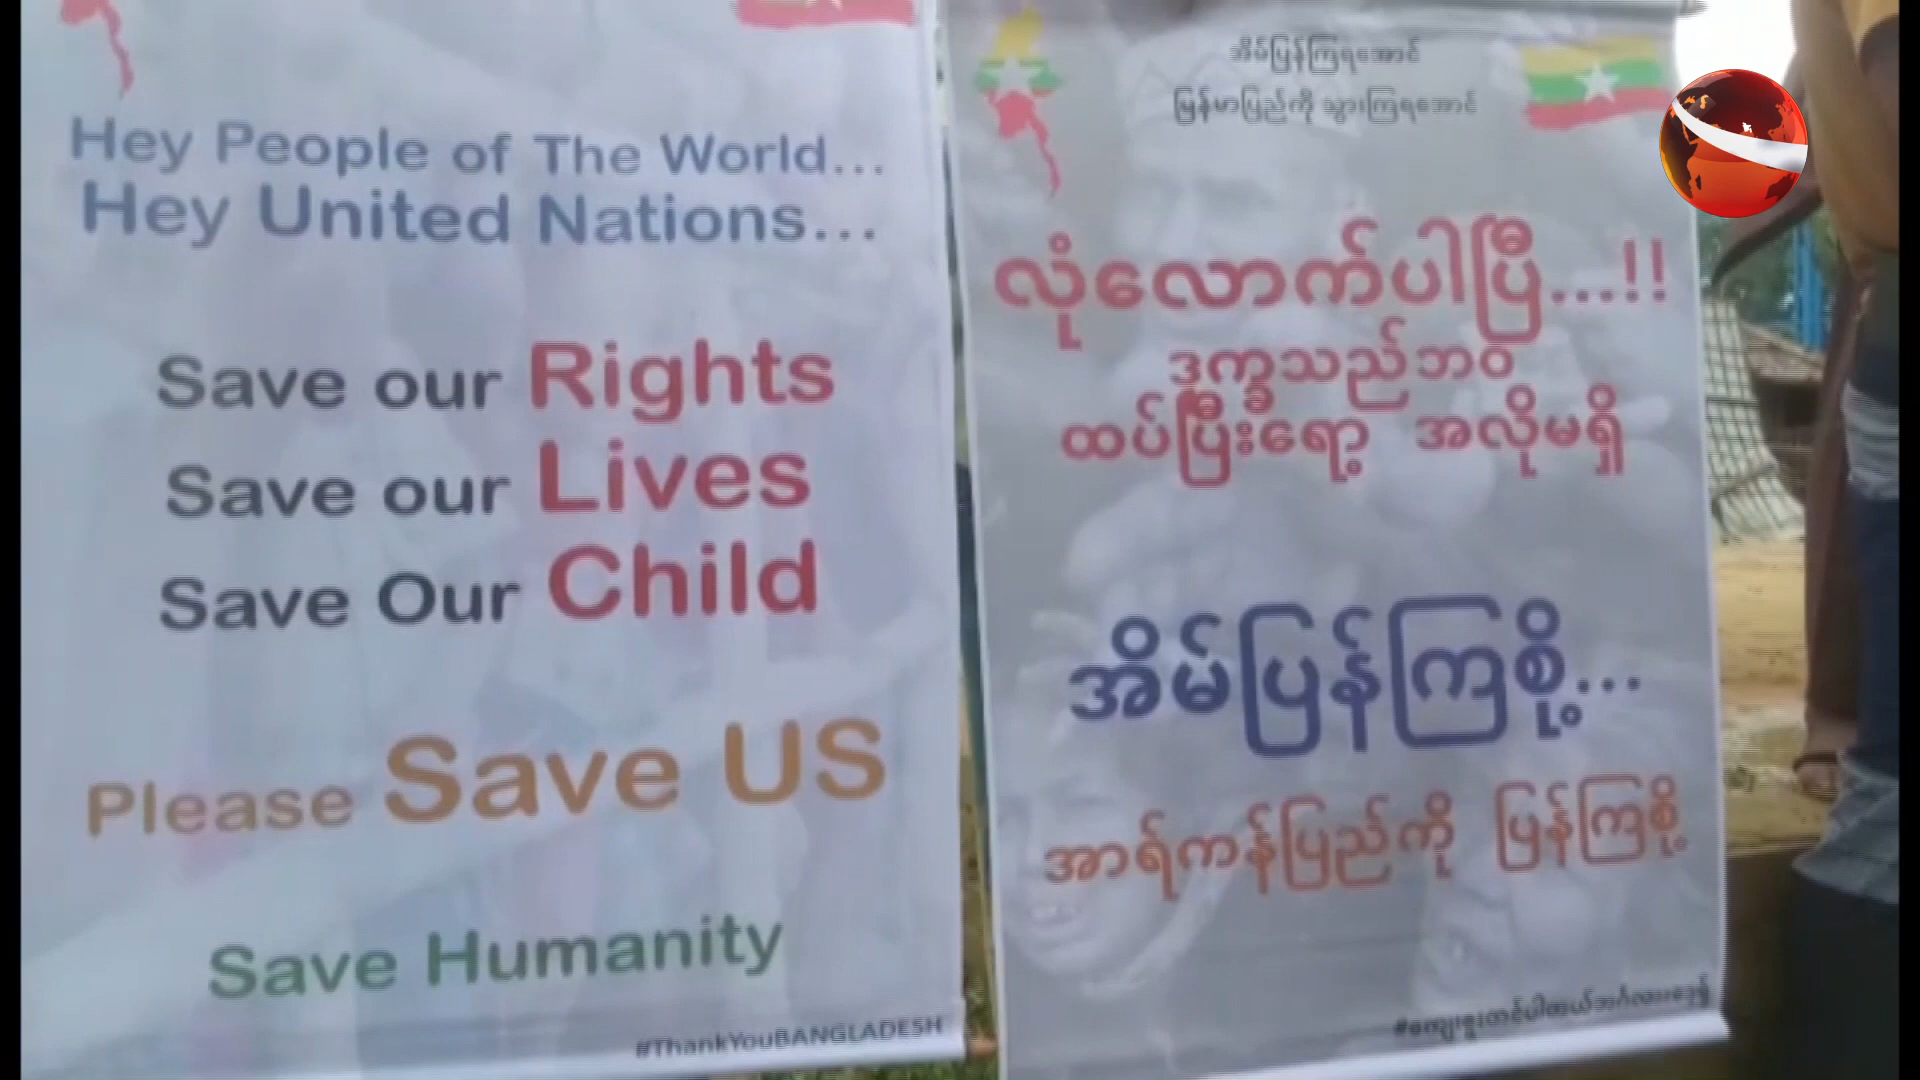 Hey People of The World...
Hey United Nations...
Save our Rights
Save our Lives
Save Our Child
Please Save US
Save Humanity
#ThankYouBANGLADESH
အိမ်ပြန်ကြရအောင်
မြန်မာပြည်ကို သွားကြရအောင်
လုံလောက်ပါပြီ...!!
ဒုက္ခသည်ဘဝ
ထပ်ပြီးရော့ အလိုမရှိ
အိမ်ပြန်ကြစို့...
အာရ်ကန်ပြည်ကို ပြန်ကြစို့